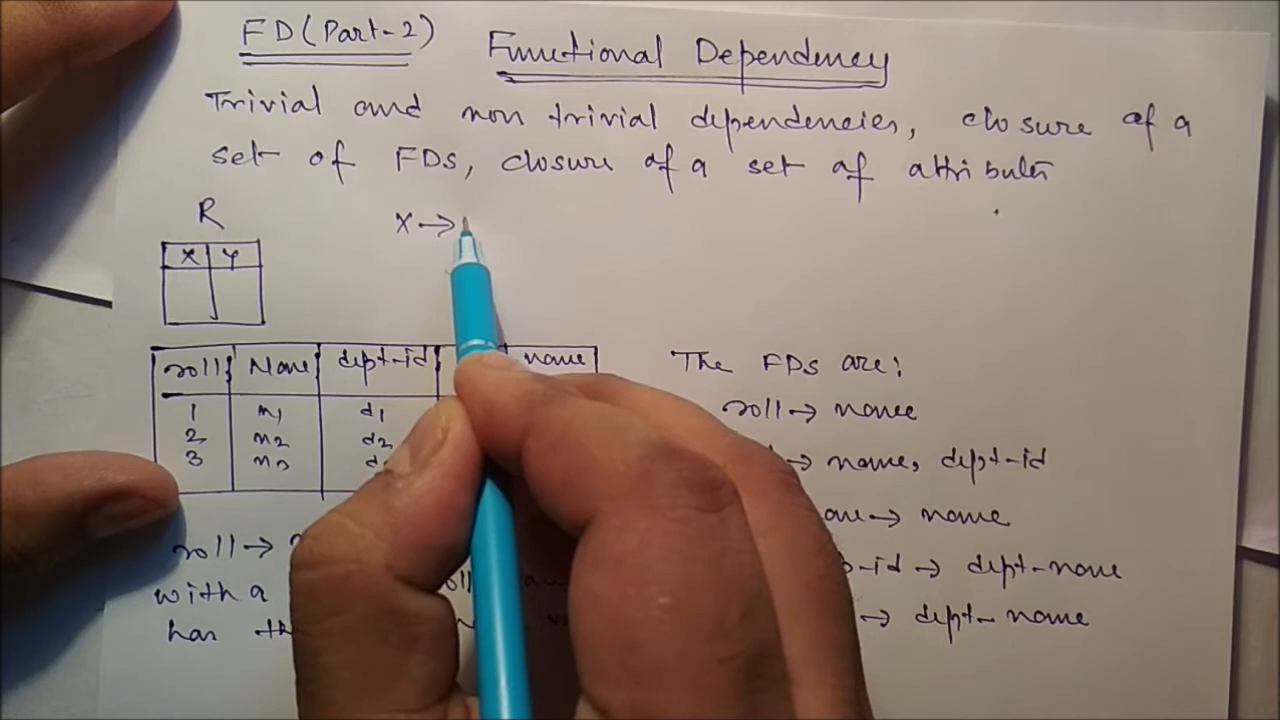 FD (Part-2)
Functional Dependency
Trivial and non trivial dependencies, closure of a
set of FDs, closure of a set of attributes
R
X →
X Y
roll Name dept-id name
1 n1 d1
2 n2 d2
3 n3
The FDs are:
roll → name
→ name, dept-id
→ name
-id → dept-name
→ dept-name
roll →
with a
has